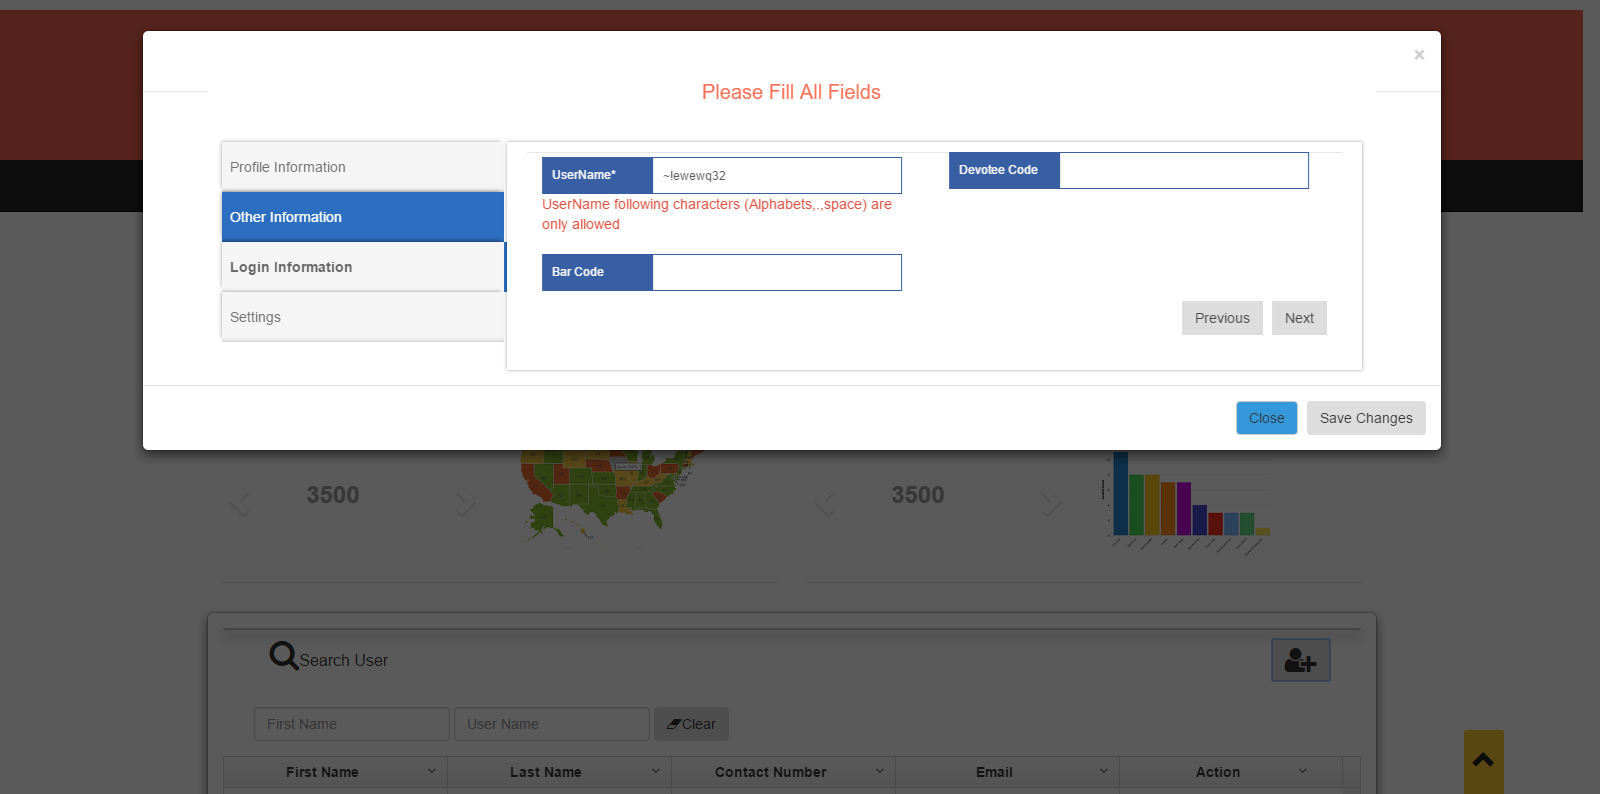 ×
Please Fill All Fields
Profile Information
Other Information
Login Information
Settings
UserName*
~!ewewq32
Devotee Code
UserName following characters (Alphabets,.,space) are
only allowed
Bar Code
Previous
Next
Close
Save Changes
3500
3500
Search User
First Name
User Name
Clear
First Name
Last Name
Contact Number
Email
Action